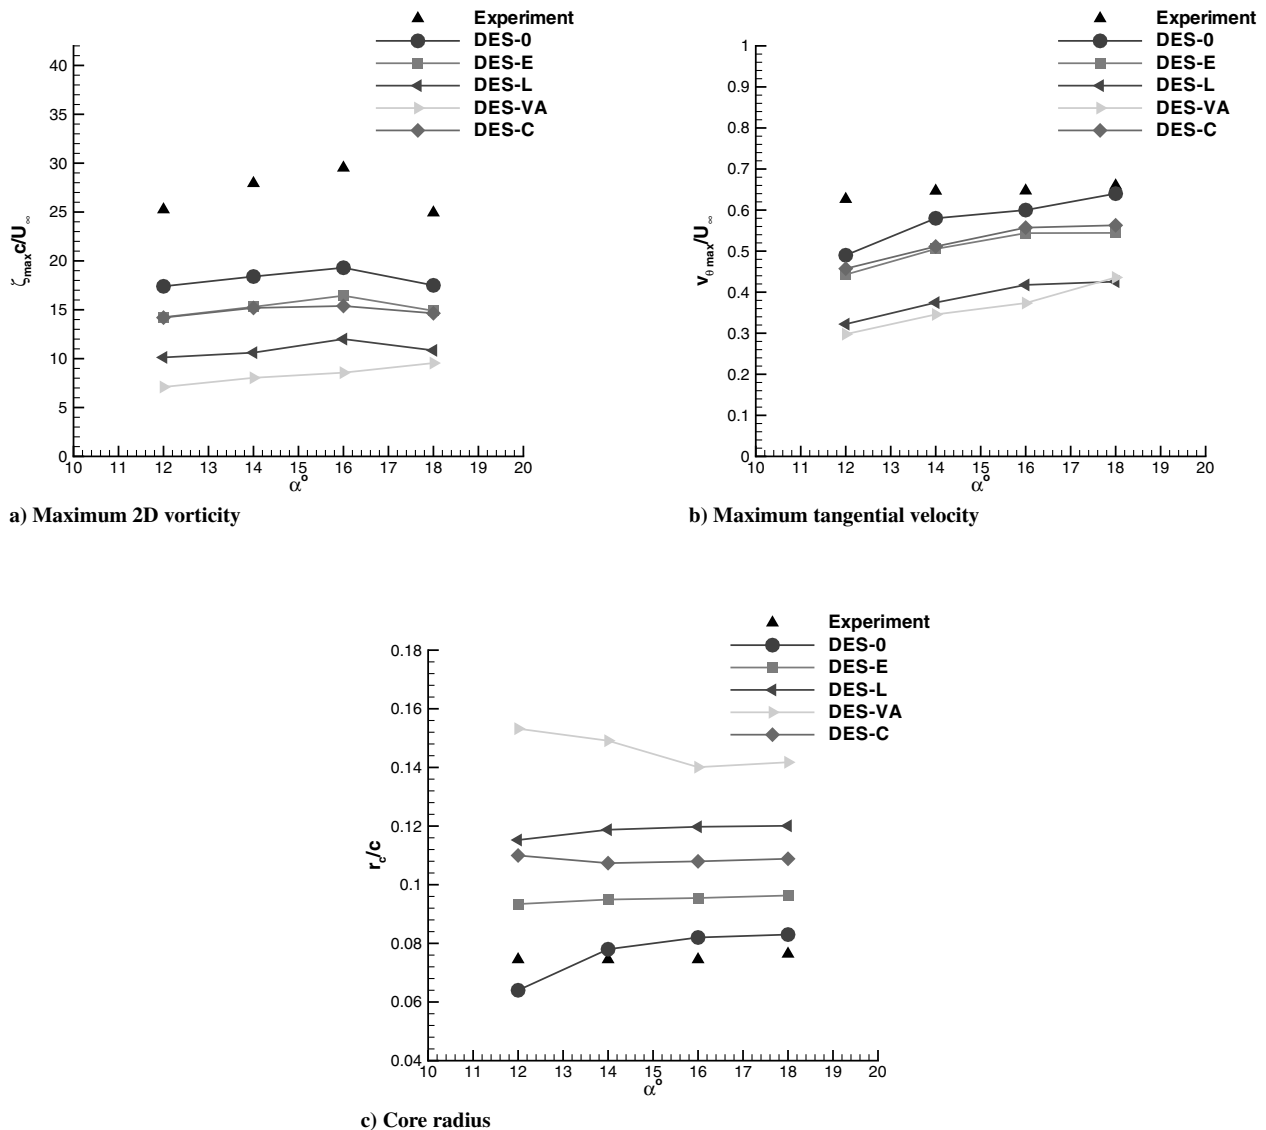 Experiment
DES-0
DES-E
DES-L
DES-VA
DES-C
40
35
30
25
20
15
10
5
0
ζmaxc/U∞
10 11 12 13 14 15 16 17 18 19 20
α°
a) Maximum 2D vorticity
Experiment
DES-0
DES-E
DES-L
DES-VA
DES-C
1
0.9
0.8
0.7
0.6
0.5
0.4
0.3
0.2
0.1
0
vθ max/U∞
10 11 12 13 14 15 16 17 18 19 20
α°
b) Maximum tangential velocity
Experiment
DES-0
DES-E
DES-L
DES-VA
DES-C
0.18
0.16
0.14
0.12
0.1
0.08
0.06
0.04
rc/c
10 11 12 13 14 15 16 17 18 19 20
α°
c) Core radius